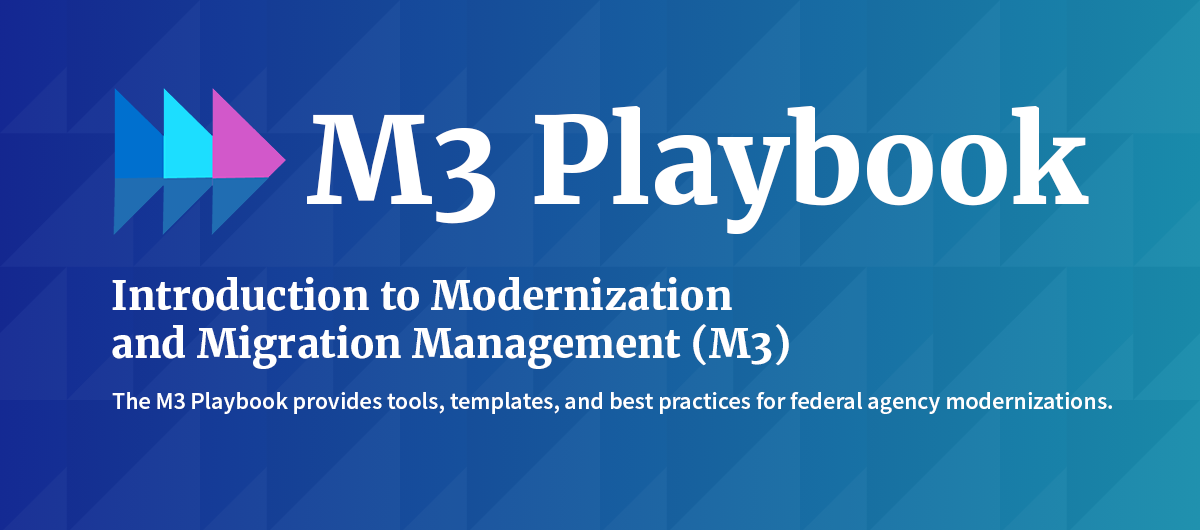 M3 Playbook
Introduction to Modernization
and Migration Management (M3)
The M3 Playbook provides tools, templates, and best practices for federal agency modernizations.